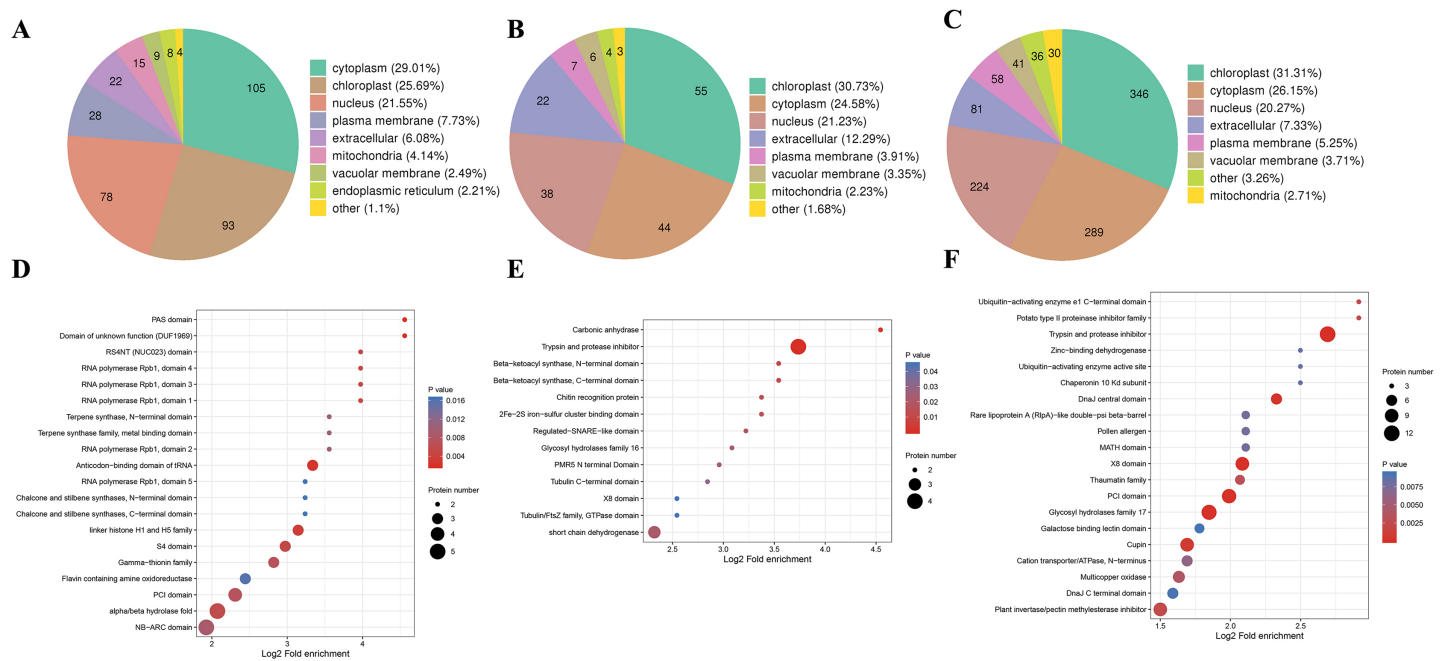 A
105
93
78
28
22
15
9
8
4
cytoplasm (29.01%)
chloroplast (25.69%)
nucleus (21.55%)
plasma membrane (7.73%)
extracellular (6.08%)
mitochondria (4.14%)
vacuolar membrane (2.49%)
endoplasmic reticulum (2.21%)
other (1.1%)
B
55
44
38
22
7
6
4
3
chloroplast (30.73%)
cytoplasm (24.58%)
nucleus (21.23%)
extracellular (12.29%)
plasma membrane (3.91%)
vacuolar membrane (3.35%)
mitochondria (2.23%)
other (1.68%)
C
346
289
224
81
58
41
36
30
chloroplast (31.31%)
cytoplasm (26.15%)
nucleus (20.27%)
extracellular (7.33%)
plasma membrane (5.25%)
vacuolar membrane (3.71%)
other (3.26%)
mitochondria (2.71%)
D
PAS domain
Domain of unknown function (DUF1969)
RS4NT (NUC023) domain
RNA polymerase Rpb1, domain 4
RNA polymerase Rpb1, domain 3
RNA polymerase Rpb1, domain 1
Terpene synthase, N−terminal domain
Terpene synthase family, metal binding domain
RNA polymerase Rpb1, domain 2
Anticodon−binding domain of tRNA
RNA polymerase Rpb1, domain 5
Chalcone and stilbene synthases, N−terminal domain
Chalcone and stilbene synthases, C−terminal domain
linker histone H1 and H5 family
S4 domain
Gamma−thionin family
Flavin containing amine oxidoreductase
PCI domain
alpha/beta hydrolase fold
NB−ARC domain
2 3 4
Log2 Fold enrichment
P value
0.016
0.012
0.008
0.004
Protein number
2
3
4
5
E
Carbonic anhydrase
Trypsin and protease inhibitor
Beta−ketoacyl synthase, N−terminal domain
Beta−ketoacyl synthase, C−terminal domain
Chitin recognition protein
2Fe−2S iron−sulfur cluster binding domain
Regulated−SNARE−like domain
Glycosyl hydrolases family 16
PMR5 N terminal Domain
Tubulin C−terminal domain
X8 domain
Tubulin/FtsZ family, GTPase domain
short chain dehydrogenase
2.5 3.0 3.5 4.0 4.5
Log2 Fold enrichment
P value
0.04
0.03
0.02
0.01
Protein number
2
3
4
F
Ubiquitin−activating enzyme e1 C−terminal domain
Potato type II proteinase inhibitor family
Trypsin and protease inhibitor
Zinc−binding dehydrogenase
Ubiquitin−activating enzyme active site
Chaperonin 10 Kd subunit
DnaJ central domain
Rare lipoprotein A (RlpA)−like double−psi beta−barrel
Pollen allergen
MATH domain
X8 domain
Thaumatin family
PCI domain
Glycosyl hydrolases family 17
Galactose binding lectin domain
Cupin
Cation transporter/ATPase, N−terminus
Multicopper oxidase
DnaJ C terminal domain
Plant invertase/pectin methylesterase inhibitor
1.5 2.0 2.5
Log2 Fold enrichment
Protein number
3
6
9
12
P value
0.0075
0.0050
0.0025